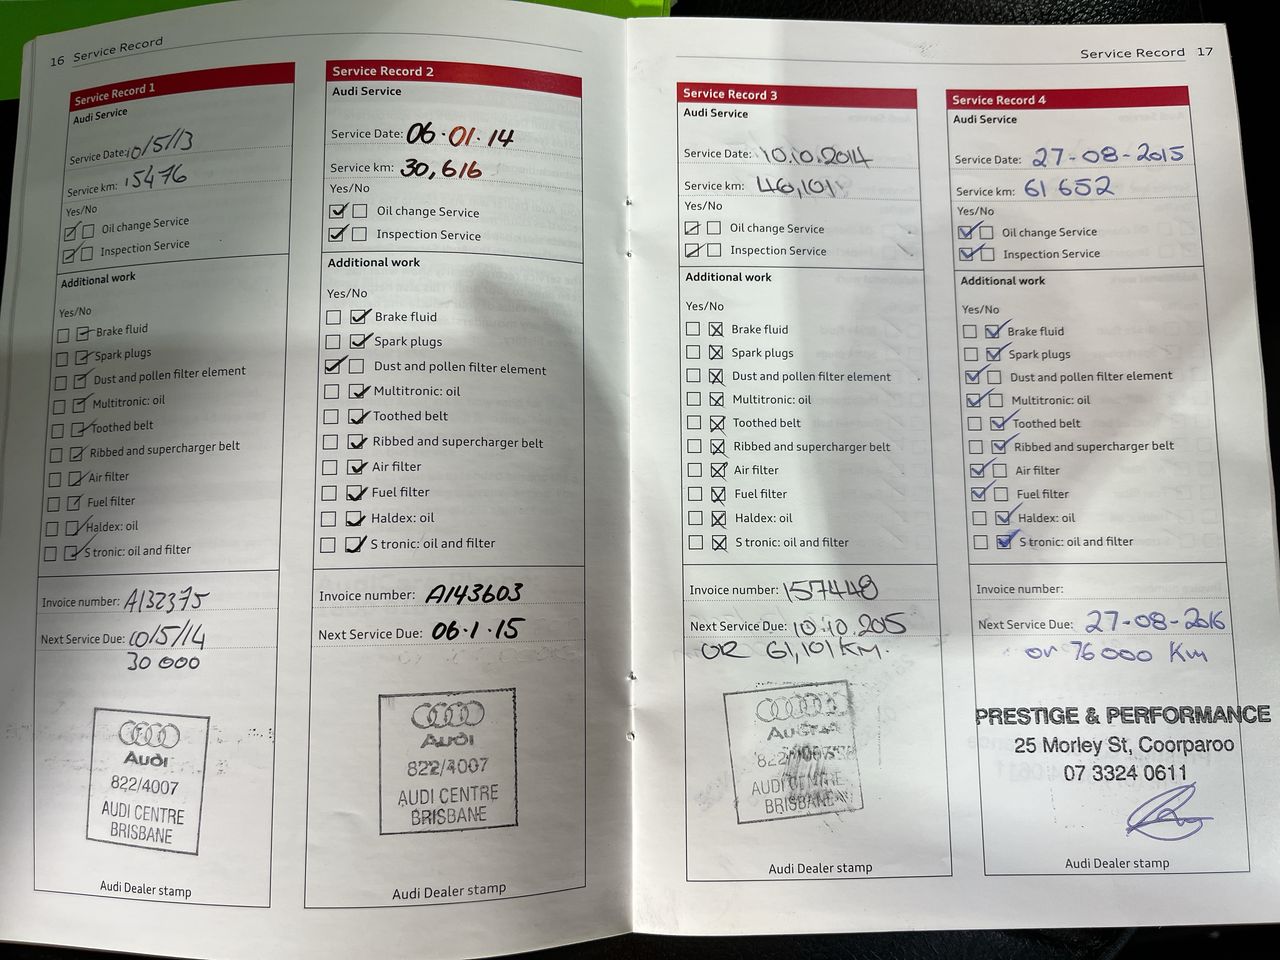 16 Service Record
Service Record 1
Audi Service
Service Date: 10/5/13
Service km: 15476
Yes/No
Oil change Service
Inspection Service
Additional work
Yes/No
Brake fluid
Spark plugs
Dust and pollen filter element
Multitronic: oil
Toothed belt
Ribbed and supercharger belt
Air filter
Fuel filter
Haldex: oil
S tronic: oil and filter
Invoice number: A132375
Next Service Due: 10/5/14
30 000
Audi
822/4007
AUDI CENTRE
BRISBANE
Audi Dealer stamp
Service Record 2
Audi Service
Service Date: 06·01·14
Service km: 30,616
Yes/No
Oil change Service
Inspection Service
Additional work
Yes/No
Brake fluid
Spark plugs
Dust and pollen filter element
Multitronic: oil
Toothed belt
Ribbed and supercharger belt
Air filter
Fuel filter
Haldex: oil
S tronic: oil and filter
Invoice number: A143603
Next Service Due: 06·1·15
Audi
822/4007
AUDI CENTRE
BRISBANE
Audi Dealer stamp
Service Record 17
Service Record 3
Audi Service
Service Date: 10.10.2014
Service km: 46,101
Yes/No
Oil change Service
Inspection Service
Additional work
Yes/No
Brake fluid
Spark plugs
Dust and pollen filter element
Multitronic: oil
Toothed belt
Ribbed and supercharger belt
Air filter
Fuel filter
Haldex: oil
S tronic: oil and filter
Invoice number: 157448
Next Service Due: 10.10.205
OR 61,101 KM.
AUDI CENTRE
BRISBANE
Audi Dealer stamp
Service Record 4
Audi Service
Service Date: 27-08-2015
Service km: 61 652
Yes/No
Oil change Service
Inspection Service
Additional work
Yes/No
Brake fluid
Spark plugs
Dust and pollen filter element
Multitronic: oil
Toothed belt
Ribbed and supercharger belt
Air filter
Fuel filter
Haldex: oil
S tronic: oil and filter
Invoice number:
Next Service Due: 27-08-2016
or 76000 Km
PRESTIGE & PERFORMANCE
25 Morley St, Coorparoo
07 3324 0611
Audi Dealer stamp